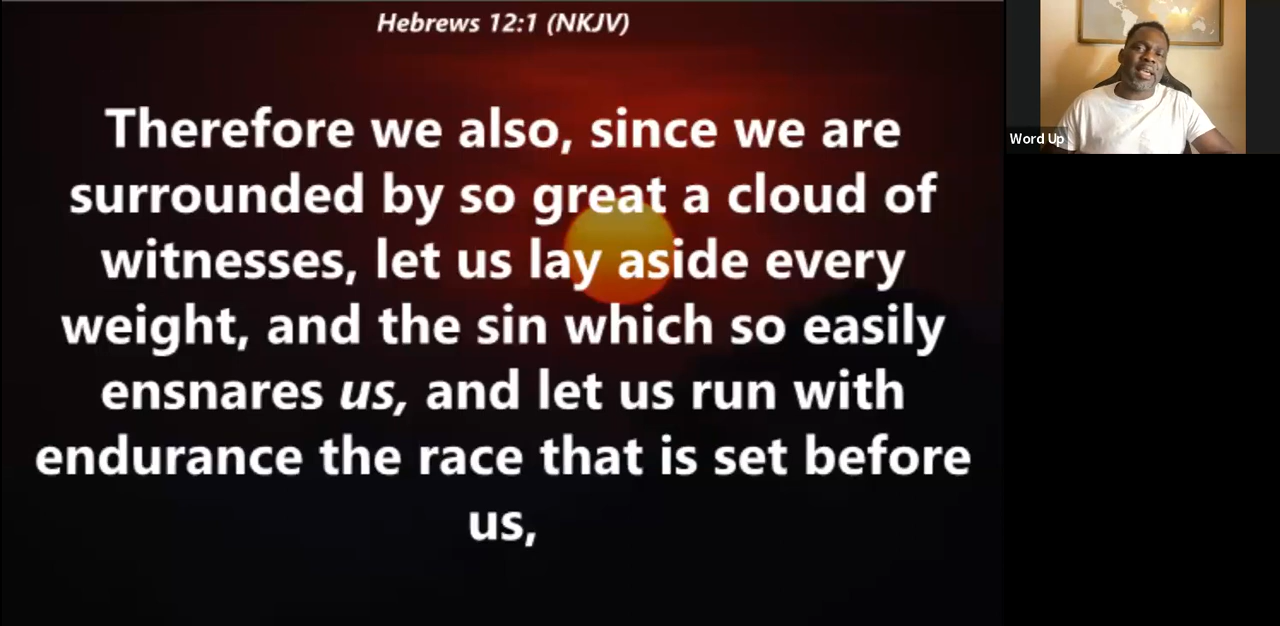 Hebrews 12:1 (NKJV)
Therefore we also, since we are
surrounded by so great a cloud of
witnesses, let us lay aside every
weight, and the sin which so easily
ensnares us, and let us run with
endurance the race that is set before
us,
Word Up